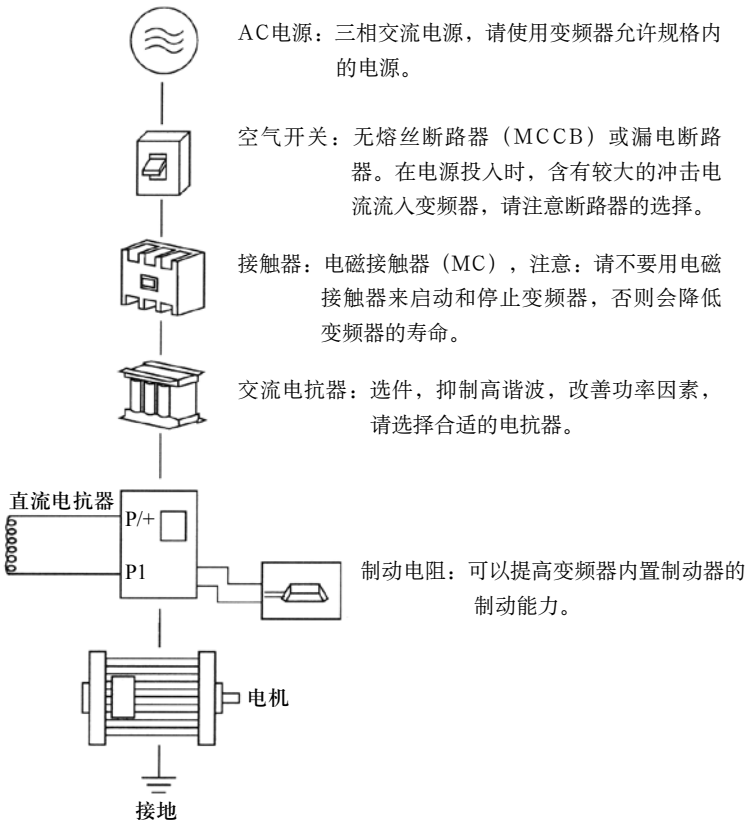 AC电源：三相交流电源，请使用变频器允许规格内
的电源。
空气开关：无熔丝断路器（MCCB）或漏电断路
器。在电源投入时，含有较大的冲击电
流流入变频器，请注意断路器的选择。
接触器：电磁接触器（MC），注意：请不要用电磁
接触器来启动和停止变频器，否则会降低
变频器的寿命。
交流电抗器：选件，抑制高谐波，改善功率因素，
请选择合适的电抗器。
直流电抗器
P/+
P1
制动电阻：可以提高变频器内置制动器的
制动能力。
电机
接地